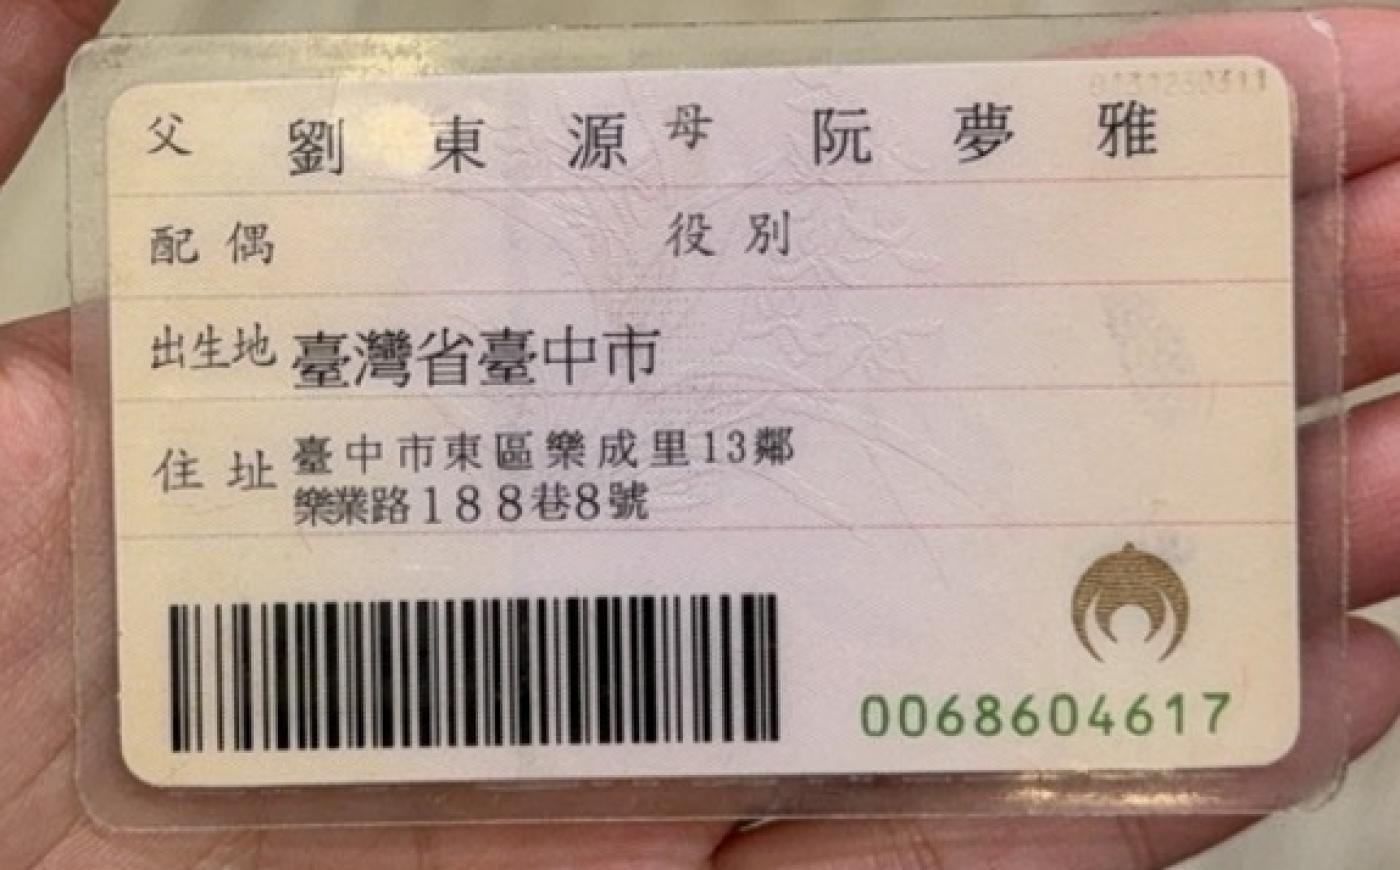 父 劉東源 母 阮夢雅
配偶 役別
出生地 臺灣省臺中市
住址 臺中市東區樂成里13鄰
樂業路188巷8號
0068604617